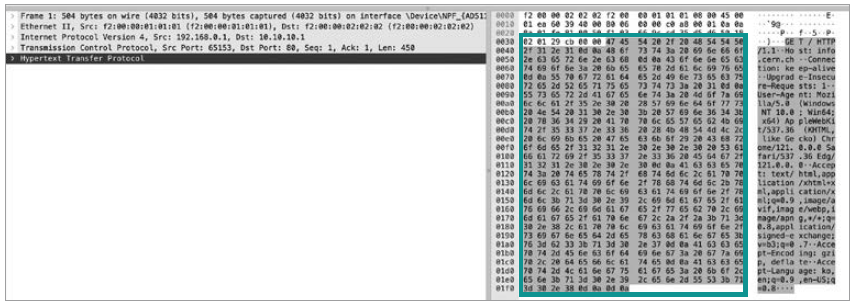 Frame 1: 504 bytes on wire (4032 bits), 504 bytes captured (4032 bits) on interface \Device\NPF_{AD51
Ethernet II, Src: f2:00:00:01:01:01 (f2:00:00:01:01:01), Dst: f2:00:00:02:02:02 (f2:00:00:02:02:02)
Internet Protocol Version 4, Src: 192.168.0.1, Dst: 10.10.10.1
Transmission Control Protocol, Src Port: 65153, Dst Port: 80, Seq: 1, Ack: 1, Len: 450
Hypertext Transfer Protocol
0000 f2 00 00 02 02 02 f2 00 00 01 01 01 08 00 45 00
0010 01 ea 60 39 40 00 80 06 00 00 c0 a8 00 01 0a 0a
0030 02 01 29 cb 00 00 47 45 54 20 2f 20 48 54 54 50 GET / HTTP
0040 2f 31 2e 31 0d 0a 48 6f 73 74 3a 20 69 6e 66 6f /1.1··Host: info
0050 2e 63 65 72 6e 2e 63 68 0d 0a 43 6f 6e 6e 65 63 .cern.ch··Connec
0060 74 69 6f 6e 3a 20 6b 65 65 70 2d 61 6c 69 76 65 tion: keep-alive
0070 0d 0a 55 70 67 72 61 64 65 2d 49 6e 73 65 63 75 ··Upgrad e-Insecu
0080 72 65 2d 52 65 71 75 65 73 74 73 3a 20 31 0d 0a re-Reque sts: 1··
0090 55 73 65 72 2d 41 67 65 6e 74 3a 20 4d 6f 7a 69 User-Age nt: Mozi
00a0 6c 6c 61 2f 35 2e 30 20 28 57 69 6e 64 6f 77 73 lla/5.0 (Windows
00b0 20 4e 54 20 31 30 2e 30 3b 20 57 69 6e 36 34 3b NT 10.0 ; Win64;
00c0 20 78 36 34 29 20 41 70 70 6c 65 57 65 62 4b 69 x64) Ap pleWebKi
00d0 74 2f 35 33 37 2e 33 36 20 28 4b 48 54 4d 4c 2c t/537.36 (KHTML,
00e0 20 6c 69 6b 65 20 47 65 63 6b 6f 29 20 43 68 72 like Ge cko) Chr
00f0 6f 6d 65 2f 31 32 31 2e 30 2e 30 2e 30 20 53 61 ome/121. 0.0.0 Sa
0100 66 61 72 69 2f 35 33 37 2e 33 36 20 45 64 67 2f fari/537 .36 Edg/
0110 31 32 31 2e 30 2e 30 2e 30 0d 0a 41 63 63 65 70 121.0.0. 0··Accep
0120 74 3a 20 74 65 78 74 2f 68 74 6d 6c 2c 61 70 70 t: text/ html,app
0130 6c 69 63 61 74 69 6f 6e 2f 78 68 74 6d 6c 2b 78 lication /xhtml+x
0140 6d 6c 2c 61 70 70 6c 69 63 61 74 69 6f 6e 2f 78 ml,appli cation/x
0150 6d 6c 3b 71 3d 30 2e 39 2c 69 6d 61 67 65 2f 61 ml;q=0.9 ,image/a
0160 76 69 66 2c 69 6d 61 67 65 2f 77 65 62 70 2c 69 vif,imag e/webp,i
0170 6d 61 67 65 2f 61 70 6e 67 2c 2a 2f 2a 3b 71 3d mage/apn g,*/*;q=
0180 30 2e 38 2c 61 70 70 6c 69 63 61 74 69 6f 6e 2f 0.8,appl ication/
0190 73 69 67 6e 65 64 2d 65 78 63 68 61 6e 67 65 3b signed-e xchange;
01a0 76 3d 62 33 3b 71 3d 30 2e 37 0d 0a 41 63 63 65 v=b3;q=0 .7··Acce
01b0 70 74 2d 45 6e 63 6f 64 69 6e 67 3a 20 67 7a 69 pt-Encod ing: gzi
01c0 70 2c 20 64 65 66 6c 61 74 65 0d 0a 41 63 63 65 p, defla te··Acce
01d0 70 74 2d 4c 61 6e 67 75 61 67 65 3a 20 6b 6f 2c pt-Langu age: ko,
01e0 65 6e 3b 71 3d 30 2e 39 2c 65 6e 2d 55 53 3b 71 en;q=0.9 ,en-US;q
01f0 3d 30 2e 38 0d 0a 0d 0a =0.8····